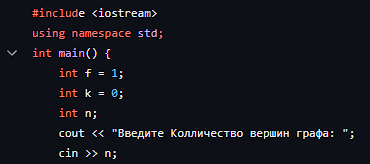 #include <iostream>
using namespace std;
int main() {
int f = 1;
int k = 0;
int n;
cout << "Введите Колличество вершин графа: ";
cin >> n;